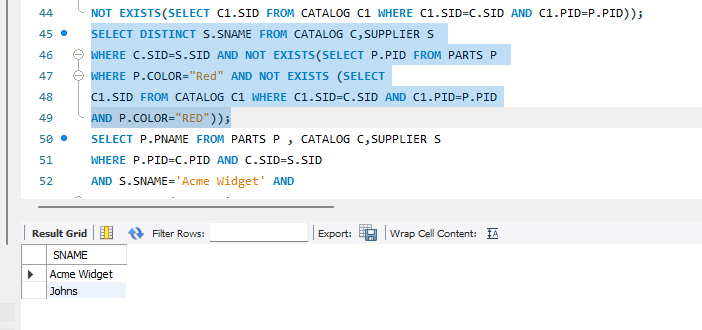 44 NOT EXISTS(SELECT C1.SID FROM CATALOG C1 WHERE C1.SID=C.SID AND C1.PID=P.PID));
45 SELECT DISTINCT S.SNAME FROM CATALOG C,SUPPLIER S
46 WHERE C.SID=S.SID AND NOT EXISTS(SELECT P.PID FROM PARTS P
47 WHERE P.COLOR="Red" AND NOT EXISTS (SELECT
48 C1.SID FROM CATALOG C1 WHERE C1.SID=C.SID AND C1.PID=P.PID
49 AND P.COLOR="RED"));
50 SELECT P.PNAME FROM PARTS P , CATALOG C,SUPPLIER S
51 WHERE P.PID=C.PID AND C.SID=S.SID
52 AND S.SNAME='Acme Widget' AND
Result Grid Filter Rows: Export: Wrap Cell Content: IA
SNAME
Acme Widget
Johns